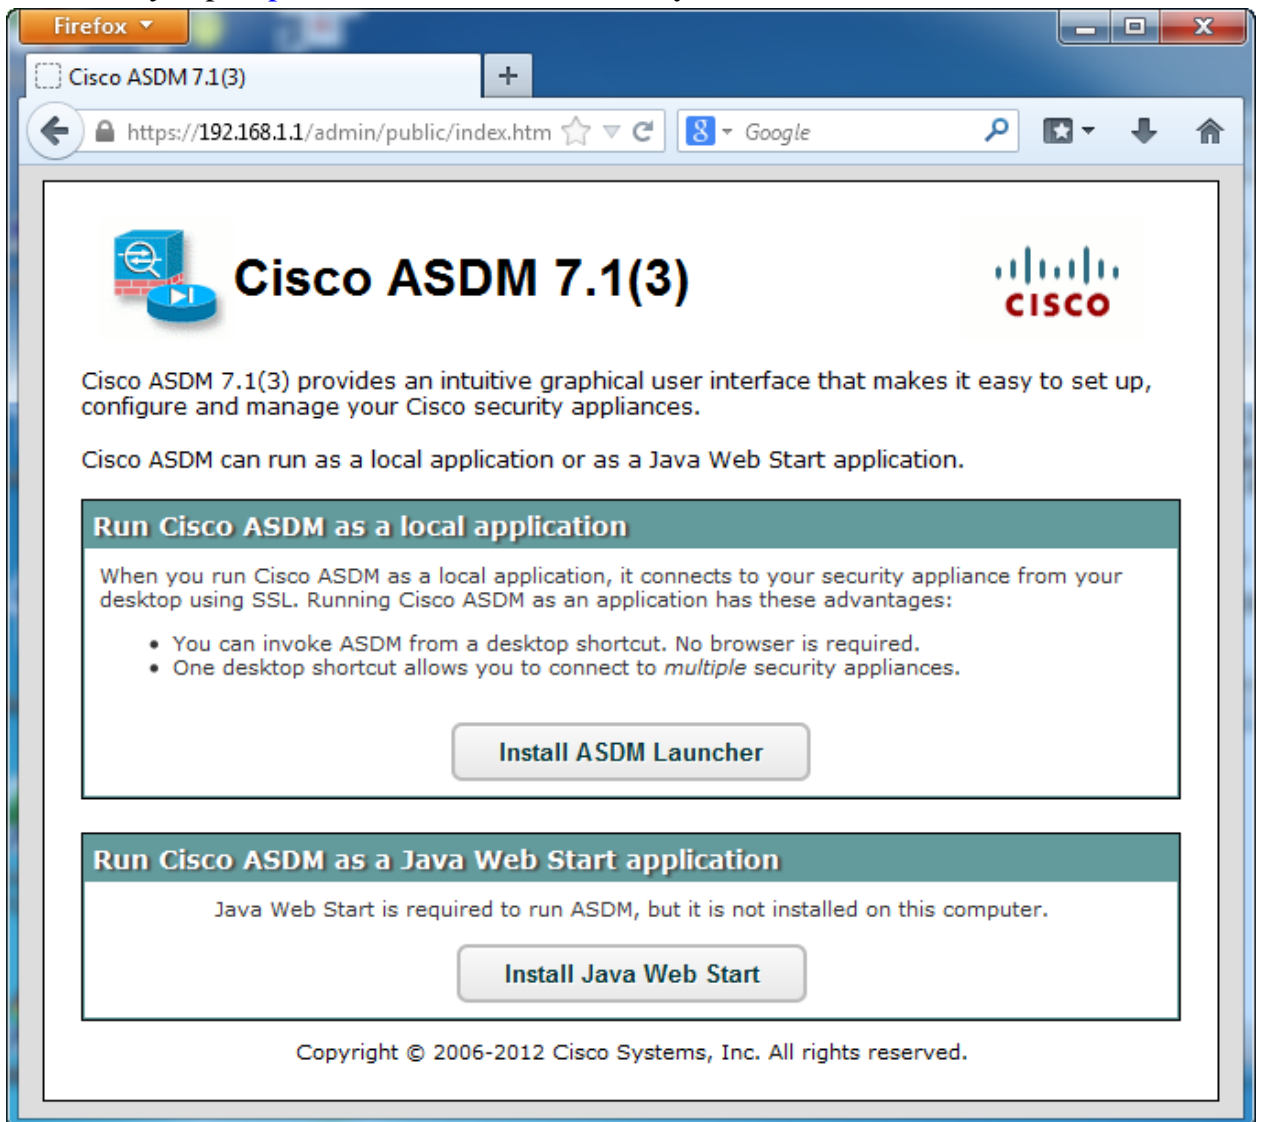 Firefox
Cisco ASDM 7.1(3)
https://192.168.1.1/admin/public/index.htm
8 Google
Cisco ASDM 7.1(3)
CISCO
Cisco ASDM 7.1(3) provides an intuitive graphical user interface that makes it easy to set up,
configure and manage your Cisco security appliances.
Cisco ASDM can run as a local application or as a Java Web Start application.
Run Cisco ASDM as a local application
When you run Cisco ASDM as a local application, it connects to your security appliance from your
desktop using SSL. Running Cisco ASDM as an application has these advantages:
• You can invoke ASDM from a desktop shortcut. No browser is required.
• One desktop shortcut allows you to connect to multiple security appliances.
Install ASDM Launcher
Run Cisco ASDM as a Java Web Start application
Java Web Start is required to run ASDM, but it is not installed on this computer.
Install Java Web Start
Copyright © 2006-2012 Cisco Systems, Inc. All rights reserved.